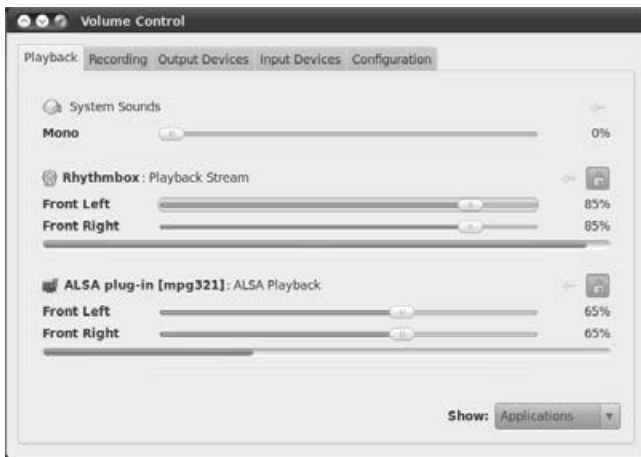 Volume Control
Playback Recording Output Devices Input Devices Configuration
System Sounds
Mono 0%
Rhythmbox: Playback Stream
Front Left 85%
Front Right 85%
ALSA plug-in [mpg321]: ALSA Playback
Front Left 65%
Front Right 65%
Show: Applications